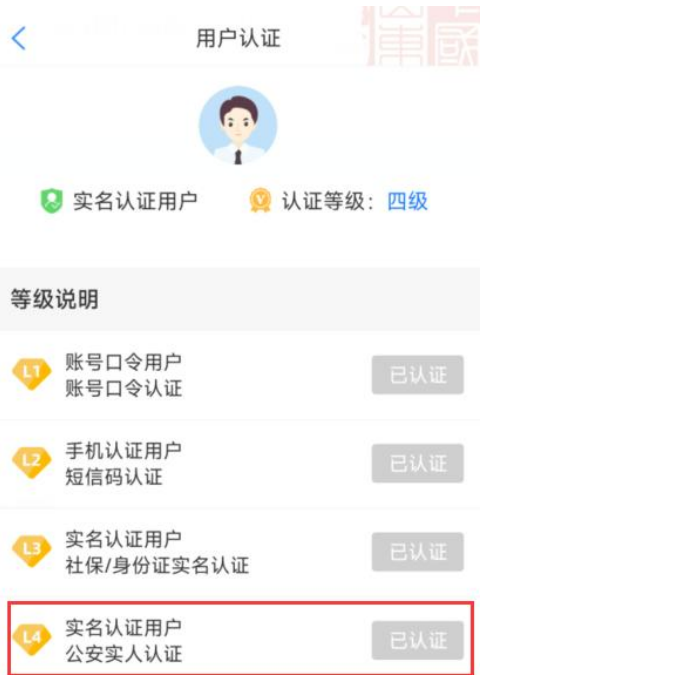 用户认证
实名认证用户
认证等级：四级
等级说明
L1
账号口令用户
账号口令认证
已认证
L2
手机认证用户
短信码认证
已认证
L3
实名认证用户
社保/身份证实名认证
已认证
L4
实名认证用户
公安实人认证
已认证